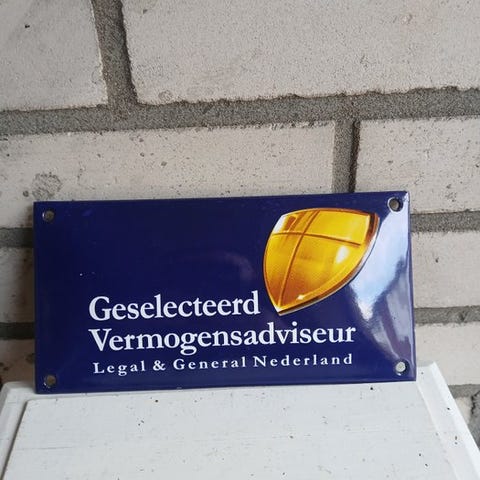 Geselecteerd
Vermogensadviseur
Legal & General Nederland